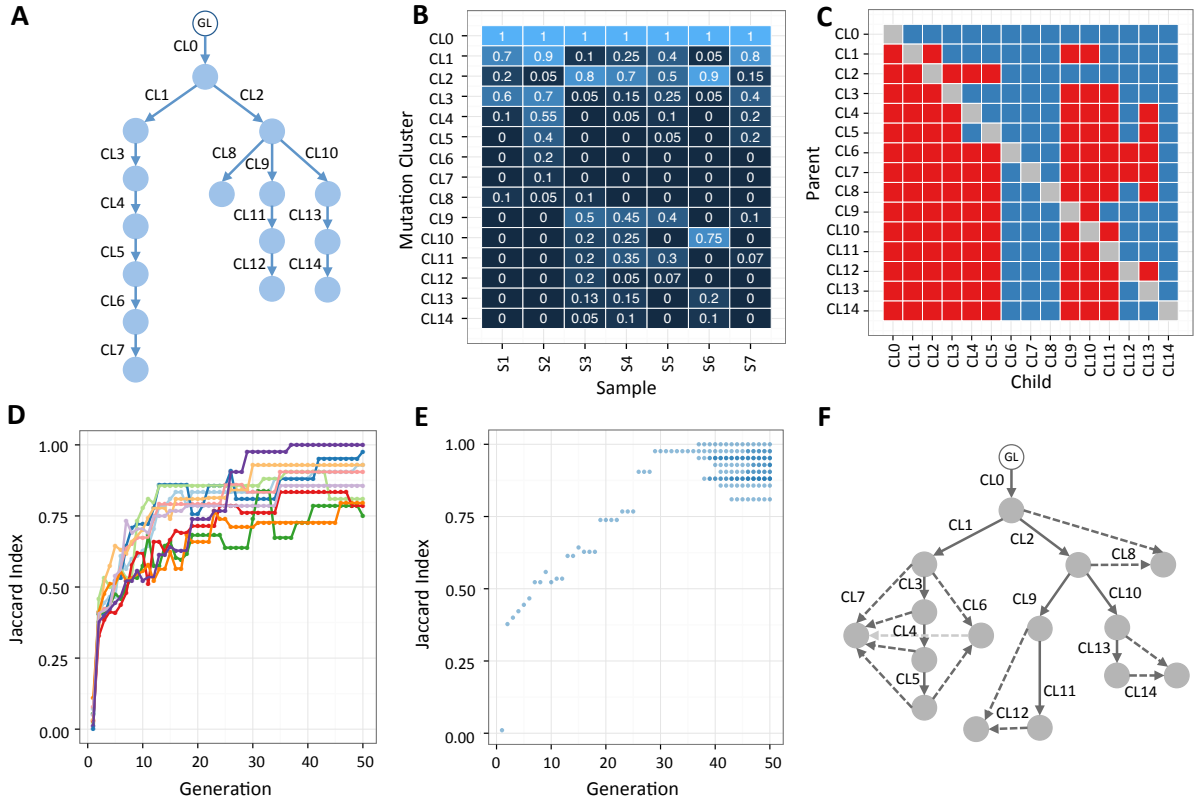 A
GL
CL0
CL1
CL2
CL3
CL8
CL9
CL10
CL4
CL11
CL13
CL5
CL12
CL14
CL6
CL7
B
Mutation Cluster
CL0 1 1 1 1 1 1 1
CL1 0.7 0.9 0.1 0.25 0.4 0.05 0.8
CL2 0.2 0.05 0.8 0.7 0.5 0.9 0.15
CL3 0.6 0.7 0.05 0.15 0.25 0.05 0.4
CL4 0.1 0.55 0 0.05 0.1 0 0.2
CL5 0 0.4 0 0 0.05 0 0.2
CL6 0 0.2 0 0 0 0 0
CL7 0 0.1 0 0 0 0 0
CL8 0.1 0.05 0.1 0 0 0 0
CL9 0 0 0.5 0.45 0.4 0 0.1
CL10 0 0 0.2 0.25 0 0.75 0
CL11 0 0 0.2 0.35 0.3 0 0.07
CL12 0 0 0.2 0.05 0.07 0 0
CL13 0 0 0.13 0.15 0 0.2 0
CL14 0 0 0.05 0.1 0 0.1 0
S1 S2 S3 S4 S5 S6 S7
Sample
C
Parent
CL0
CL1
CL2
CL3
CL4
CL5
CL6
CL7
CL8
CL9
CL10
CL11
CL12
CL13
CL14
CL0 CL1 CL2 CL3 CL4 CL5 CL6 CL7 CL8 CL9 CL10 CL11 CL12 CL13 CL14
Child
D
Jaccard Index
1.00
0.75
0.50
0.25
0.00
0 10 20 30 40 50
Generation
E
Jaccard Index
1.00
0.75
0.50
0.25
0.00
0 10 20 30 40 50
Generation
F
GL
CL0
CL1
CL2
CL8
CL3
CL7
CL6
CL9
CL10
CL4
CL13
CL5
CL11
CL14
CL12